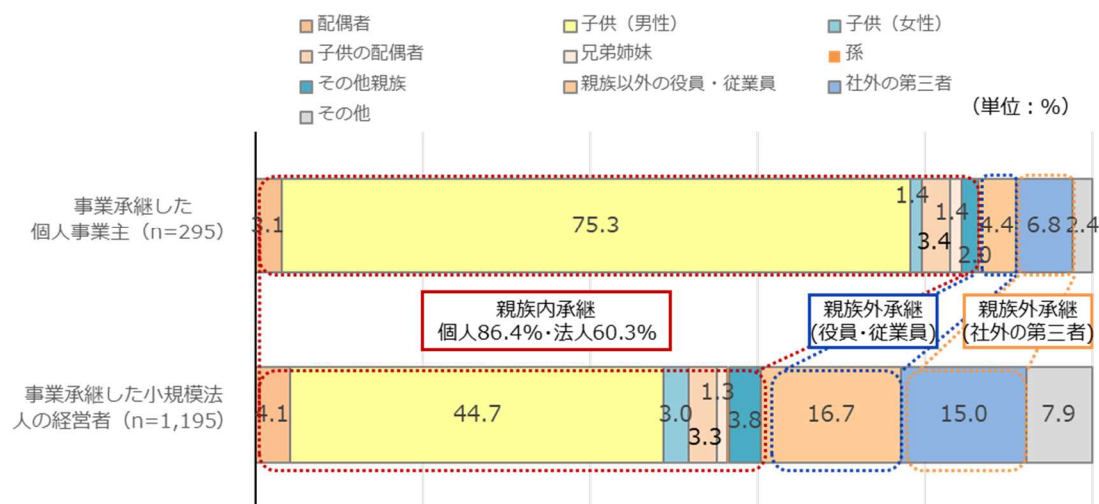 配偶者
子供（男性）
子供（女性）
子供の配偶者
兄弟姉妹
孫
その他親族
親族以外の役員・従業員
社外の第三者
その他
（単位：%）
事業承継した
個人事業主（n=295）
3.1
75.3
1.4
3.4
1.4
2.0
4.4
6.8
2.4
親族内承継
個人86.4%・法人60.3%
親族外承継
(役員・従業員)
親族外承継
(社外の第三者)
事業承継した小規模法
人の経営者（n=1,195）
4.1
44.7
3.0
3.3
1.3
3.8
16.7
15.0
7.9